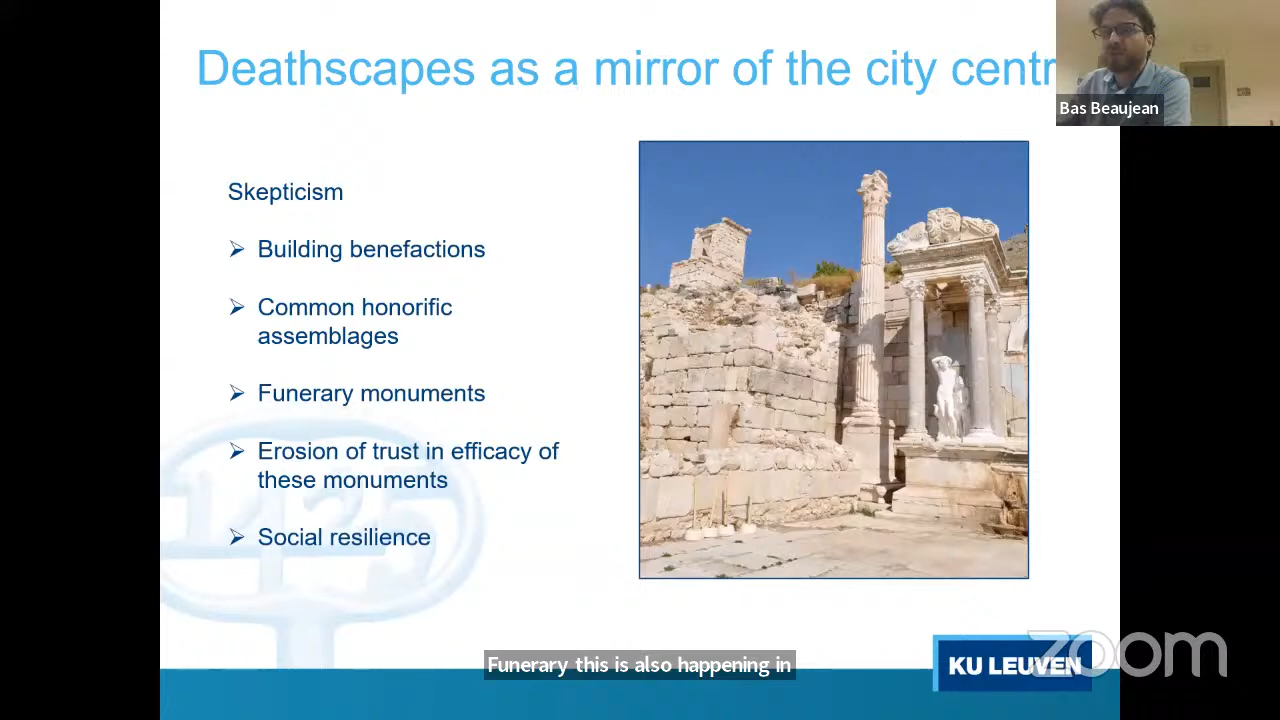 Deathscapes as a mirror of the city centr
Bas Beaujean
Skepticism
Building benefactions
Common honorific
assemblages
Funerary monuments
Erosion of trust in efficacy of
these monuments
Social resilience
1425
Funerary this is also happening in
KU LEUVEN
zoom